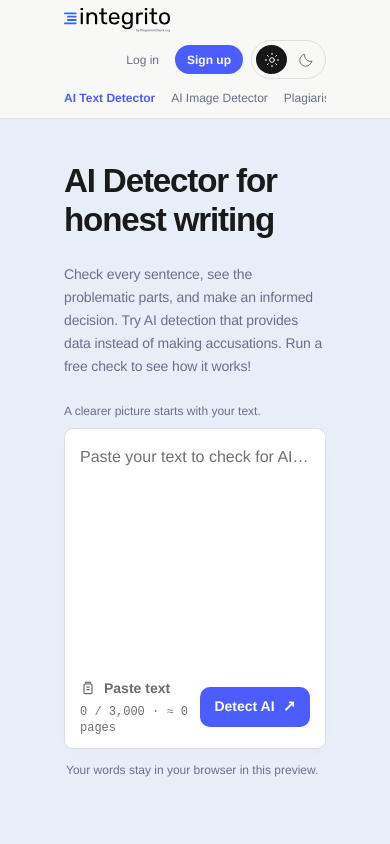 integrito
by PlagiarismCheck.org
Log in
Sign up
AI Text Detector AI Image Detector
AI Detector for
honest writing
Check every sentence, see the
problematic parts, and make an informed
decision. Try AI detection that provides
data instead of making accusations. Run a
free check to see how it works!
A clearer picture starts with your text.
Paste your text to check for AI…
Paste text
0 / 3,000 · ≈ 0
pages
Detect AI ↗
Your words stay in your browser in this preview.